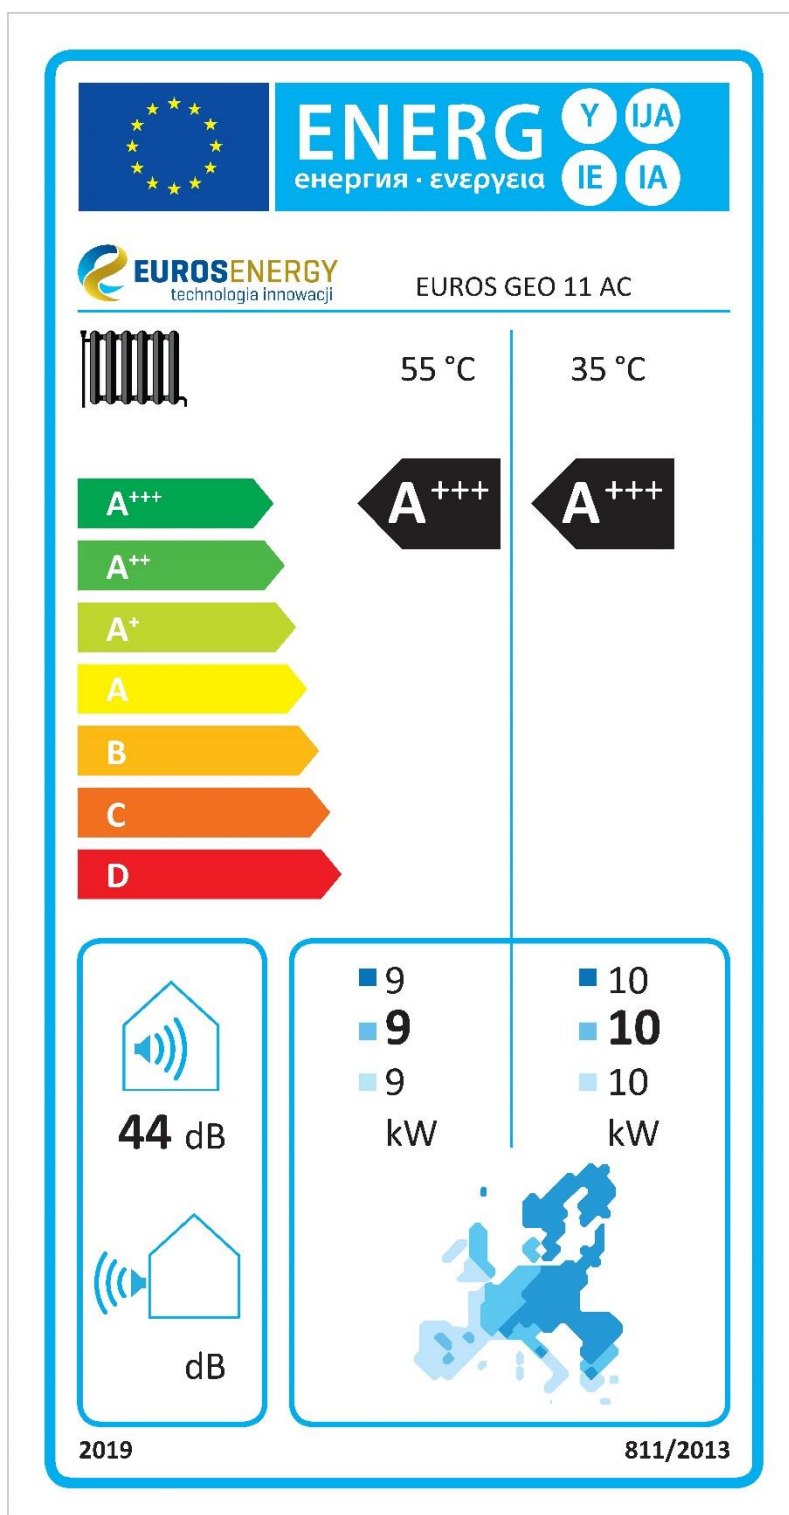 ENERG Y IJA
енергия · ενεργεια IE IA
EUROSENERGY
technologia innowacji
EUROS GEO 11 AC
55 °C 35 °C
A+++ A+++ A+++
A++
A+
A
B
C
D
9 10
9 10
9 10
kW kW
44 dB
dB
2019 811/2013